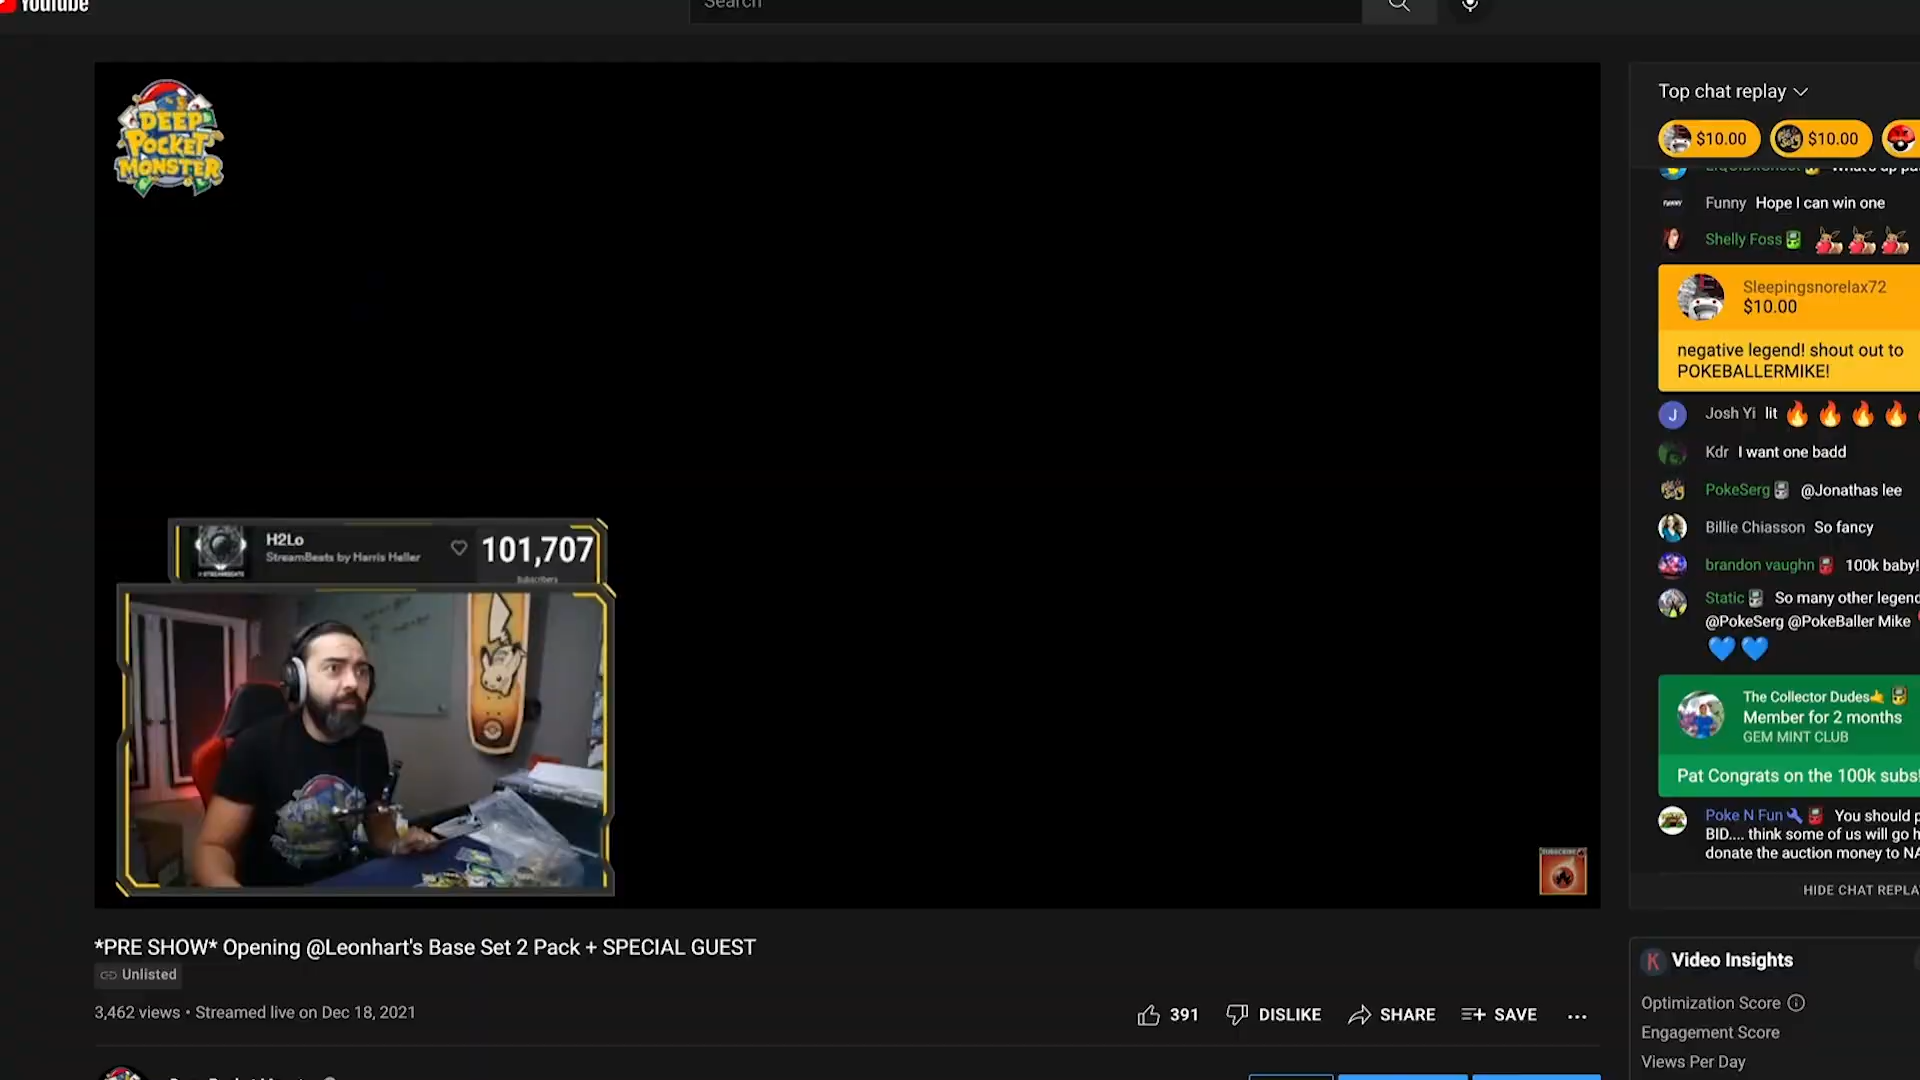 YouTube
Search
DEEP
POCKET
MONSTER
Top chat replay
$10.00
$10.00
Funny Hope I can win one
Shelly Foss
Sleepingsnorelax72
$10.00
negative legend! shout out to
POKEBALLERMIKE!
J
Josh Yi lit
Kdr I want one badd
PokeSerg @Jonathas lee
Billie Chiasson So fancy
brandon vaughn 100k baby!
Static So many other legend
@PokeSerg @PokeBaller Mike
The Collector Dudes
Member for 2 months
GEM MINT CLUB
Pat Congrats on the 100k subs!
Poke N Fun You should p
BID.... think some of us will go h
donate the auction money to NA
HIDE CHAT REPLA
H2Lo
StreamBeats by Harris Heller
101,707
Subscribers
SUBSCRIBE
*PRE SHOW* Opening @Leonhart's Base Set 2 Pack + SPECIAL GUEST
Unlisted
3,462 views • Streamed live on Dec 18, 2021
391
DISLIKE
SHARE
SAVE
K
Video Insights
Optimization Score
Engagement Score
Views Per Day